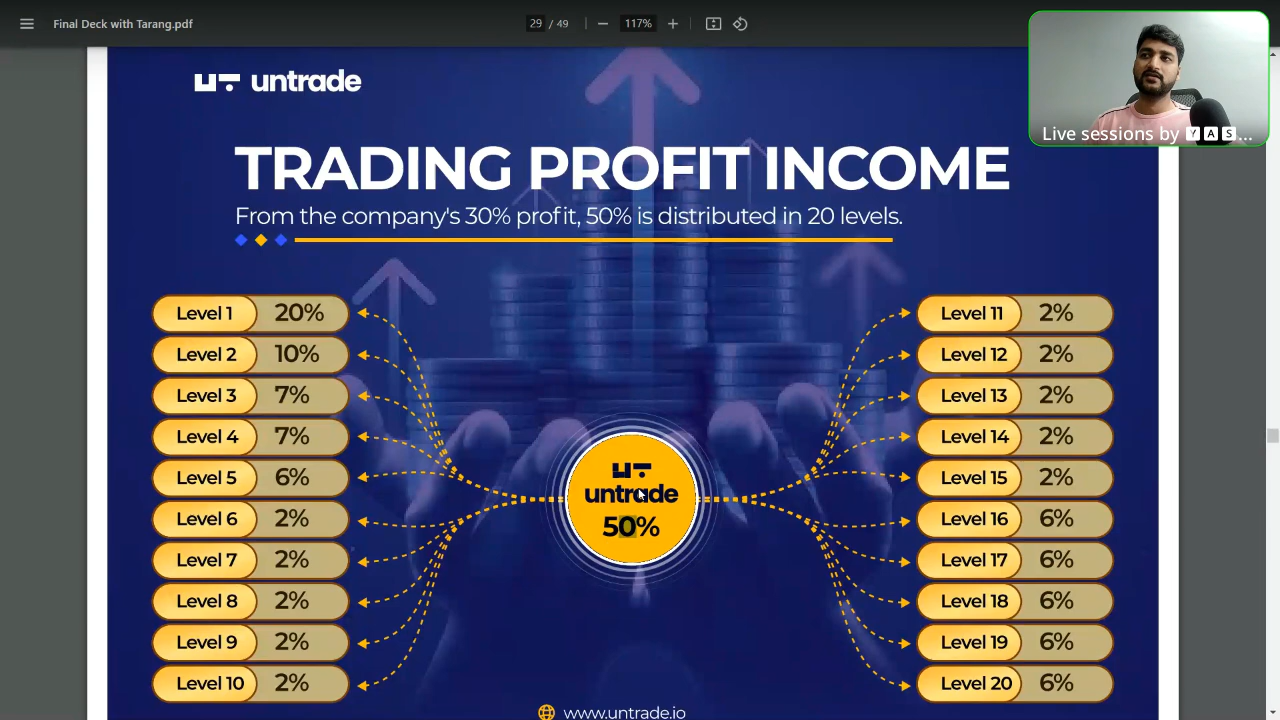 Final Deck with Tarang.pdf
29 / 49
117%
untrade
TRADING PROFIT INCOME
From the company's 30% profit, 50% is distributed in 20 levels.
Level 1 20%
Level 2 10%
Level 3 7%
Level 4 7%
Level 5 6%
Level 6 2%
Level 7 2%
Level 8 2%
Level 9 2%
Level 10 2%
untrade
50%
Level 11 2%
Level 12 2%
Level 13 2%
Level 14 2%
Level 15 2%
Level 16 6%
Level 17 6%
Level 18 6%
Level 19 6%
Level 20 6%
www.untrade.io
Live sessions by YAS...